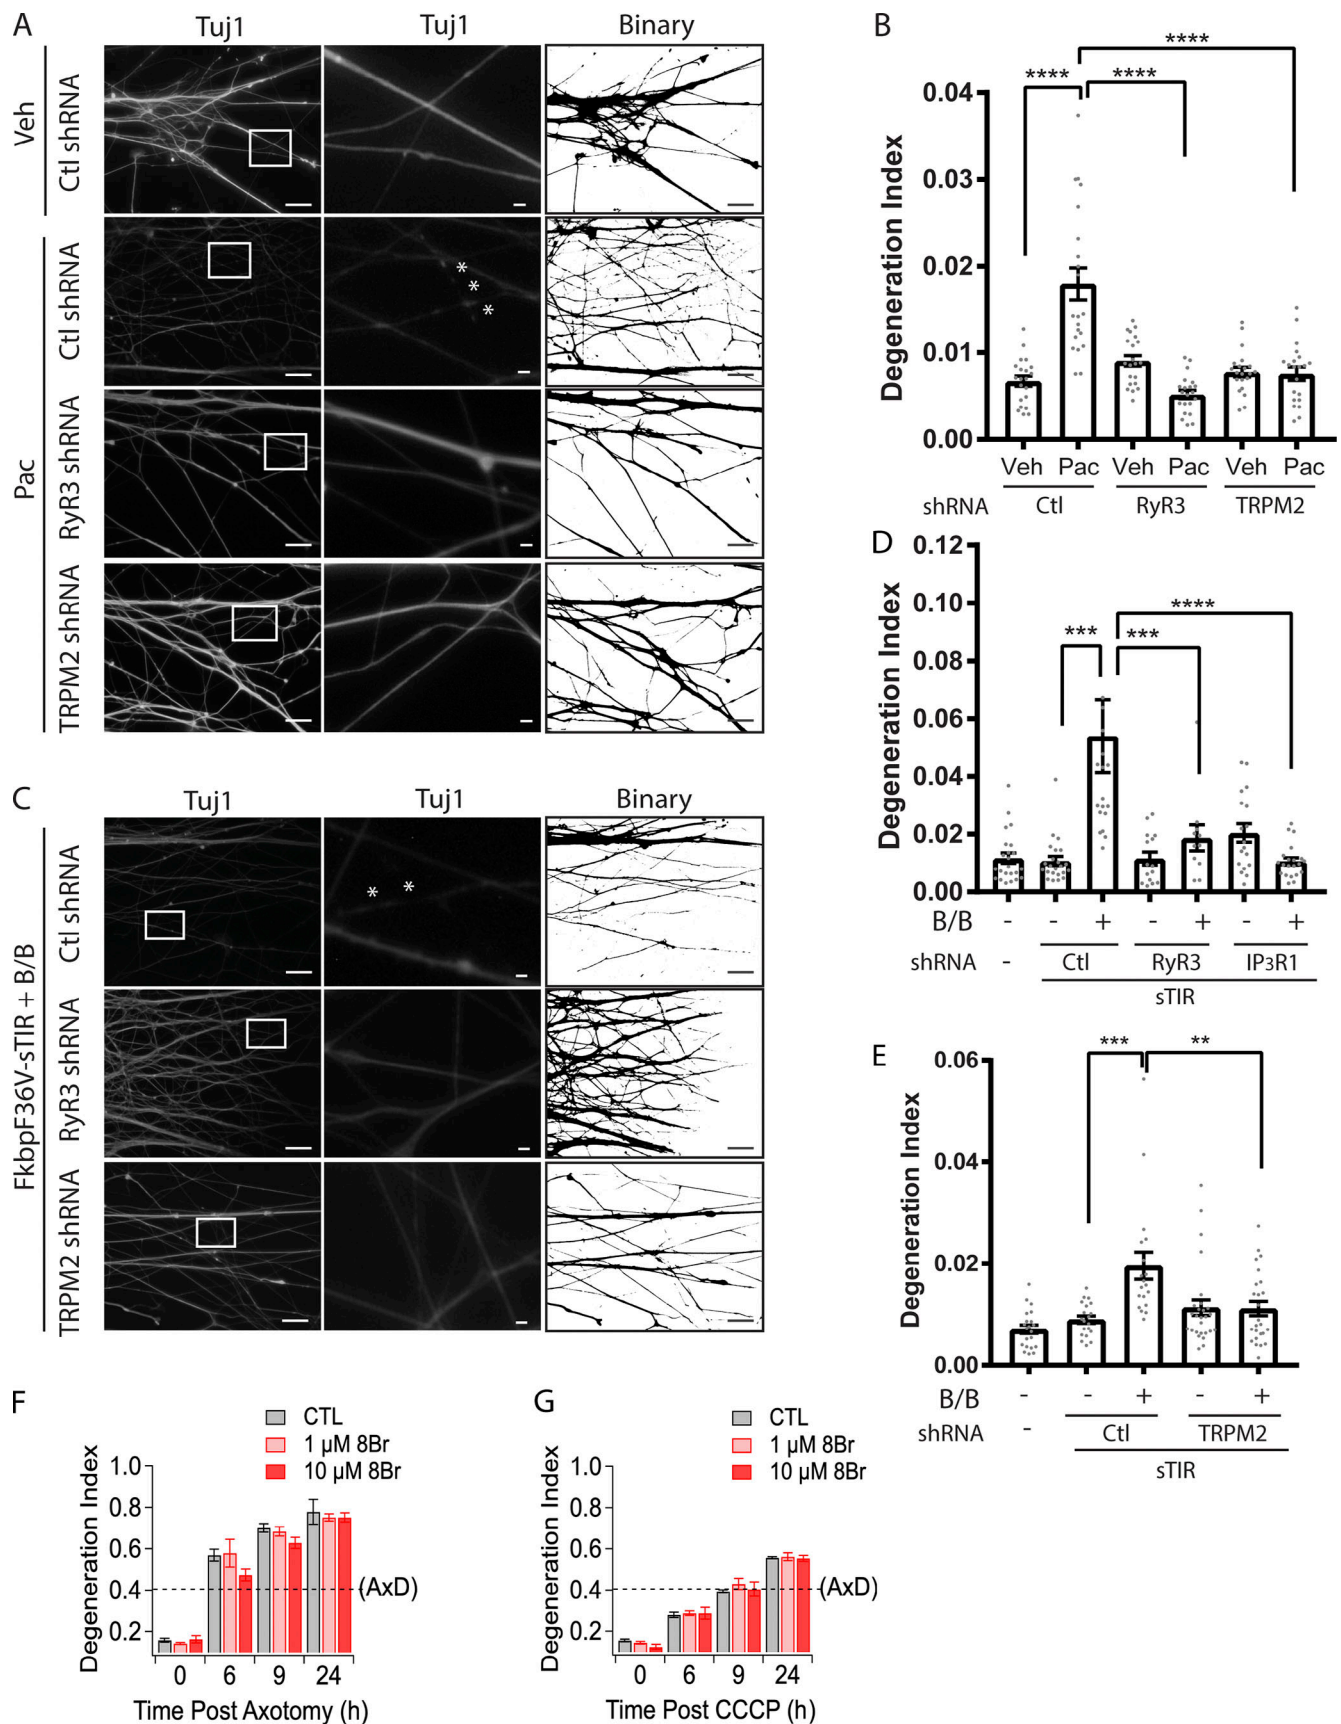 A
Tuj1
Tuj1
Binary
Veh
Ctl shRNA
Pac
Ctl shRNA
* * *
RyR3 shRNA
TRPM2 shRNA
B
Degeneration Index
0.04
0.03
0.02
0.01
0.00
****
****
****
Veh Pac Veh Pac Veh Pac
shRNA Ctl RyR3 TRPM2
C
Tuj1
Tuj1
Binary
FkbpF36V-sTIR + B/B
Ctl shRNA
* *
RyR3 shRNA
TRPM2 shRNA
D
Degeneration Index
0.12
0.10
0.08
0.06
0.04
0.02
0.00
****
*** ***
B/B - - + - + - +
shRNA - Ctl RyR3 IP3R1
sTIR
E
Degeneration Index
0.06
0.04
0.02
0.00
*** **
B/B - - + - +
shRNA - Ctl TRPM2
sTIR
F
CTL
1 µM 8Br
10 µM 8Br
Degeneration Index
1.0
0.8
0.6
0.4
0.2
(AxD)
0 6 9 24
Time Post Axotomy (h)
G
CTL
1 µM 8Br
10 µM 8Br
Degeneration Index
1.0
0.8
0.6
0.4
0.2
(AxD)
0 6 9 24
Time Post CCCP (h)